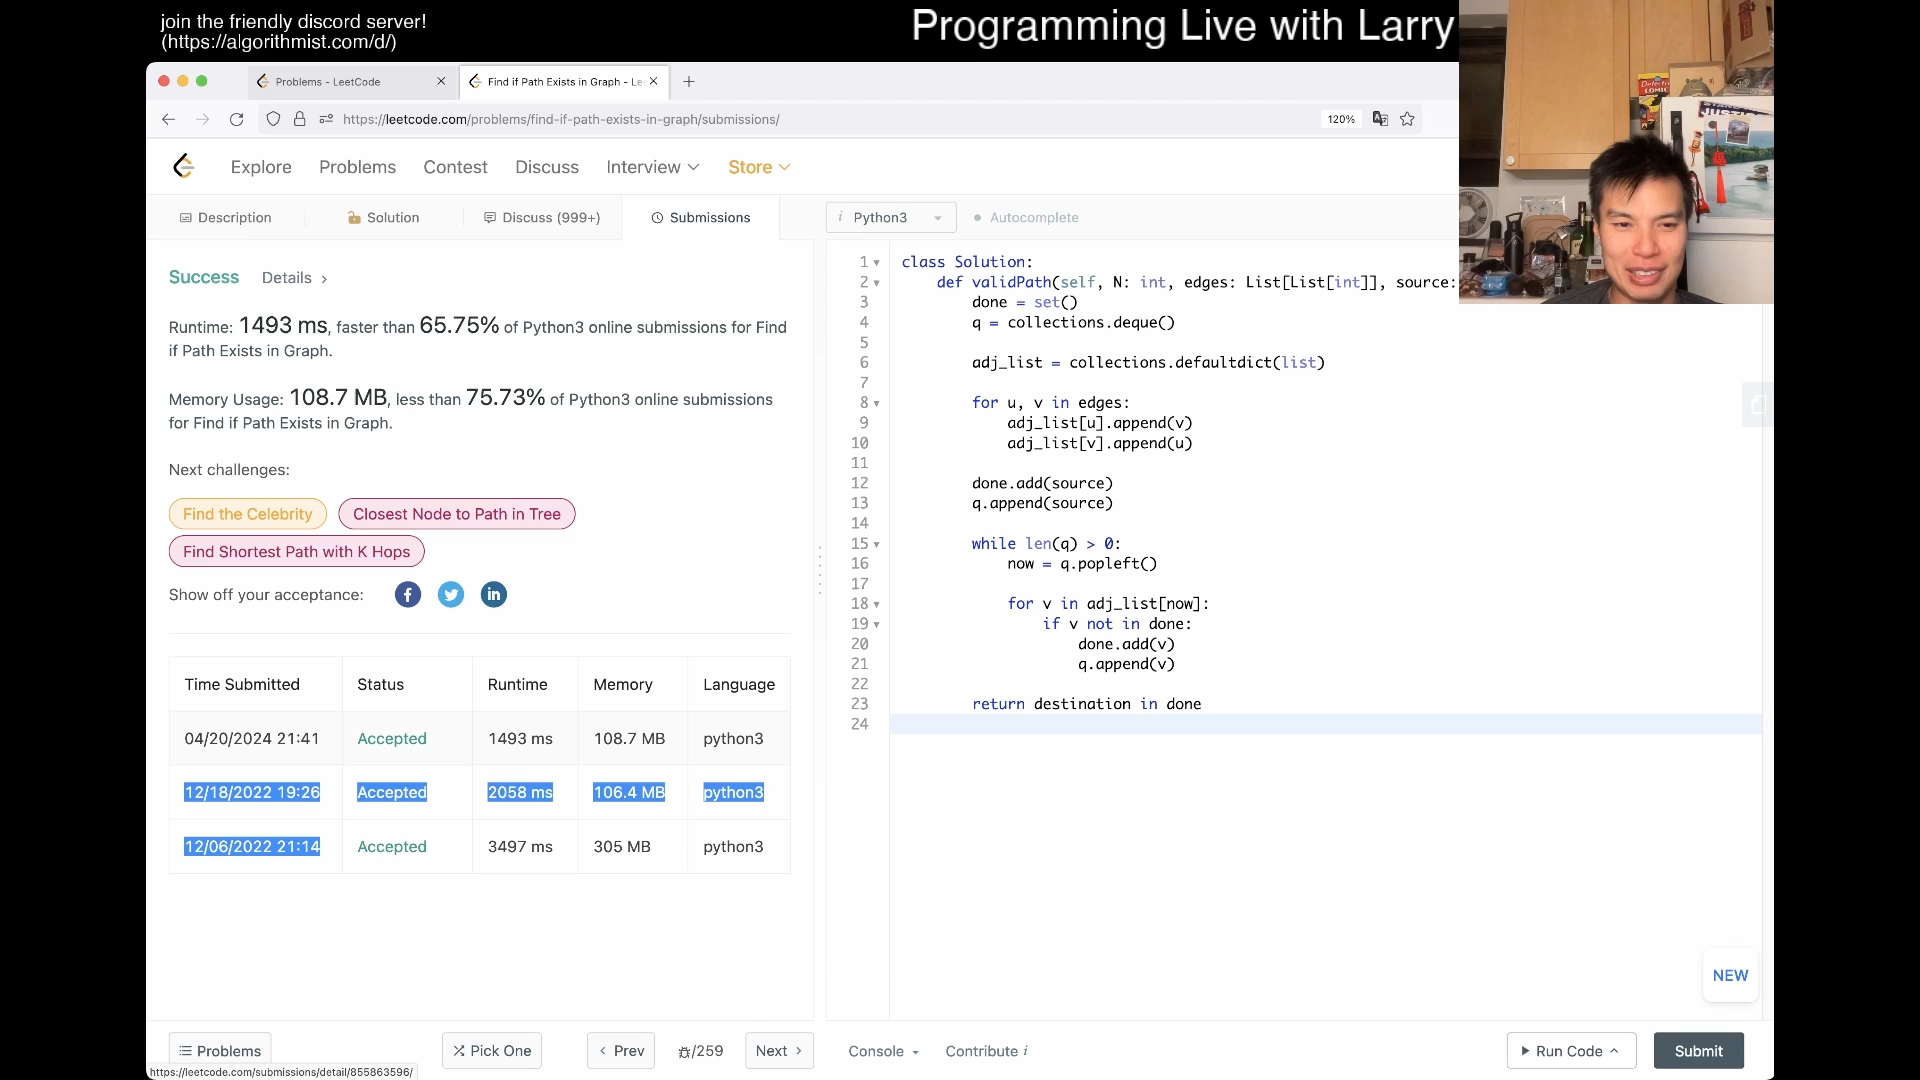 join the friendly discord server!
(https://algorithmist.com/d/)
Programming Live with Larry
Problems - LeetCode
Find if Path Exists in Graph - Le
https://leetcode.com/problems/find-if-path-exists-in-graph/submissions/
120%
Explore Problems Contest Discuss Interview Store
Description Solution Discuss (999+) Submissions
i Python3 Autocomplete
Success Details >
Runtime: 1493 ms, faster than 65.75% of Python3 online submissions for Find
if Path Exists in Graph.
Memory Usage: 108.7 MB, less than 75.73% of Python3 online submissions
for Find if Path Exists in Graph.
Next challenges:
Find the Celebrity Closest Node to Path in Tree
Find Shortest Path with K Hops
Show off your acceptance:
Time Submitted Status Runtime Memory Language
04/20/2024 21:41 Accepted 1493 ms 108.7 MB python3
12/18/2022 19:26 Accepted 2058 ms 106.4 MB python3
12/06/2022 21:14 Accepted 3497 ms 305 MB python3
1 class Solution:
2 def validPath(self, N: int, edges: List[List[int]], source:
3 done = set()
4 q = collections.deque()
5
6 adj_list = collections.defaultdict(list)
7
8 for u, v in edges:
9 adj_list[u].append(v)
10 adj_list[v].append(u)
11
12 done.add(source)
13 q.append(source)
14
15 while len(q) > 0:
16 now = q.popleft()
17
18 for v in adj_list[now]:
19 if v not in done:
20 done.add(v)
21 q.append(v)
22
23 return destination in done
24
NEW
Problems Pick One < Prev /259 Next > Console Contribute i Run Code Submit
https://leetcode.com/submissions/detail/855863596/